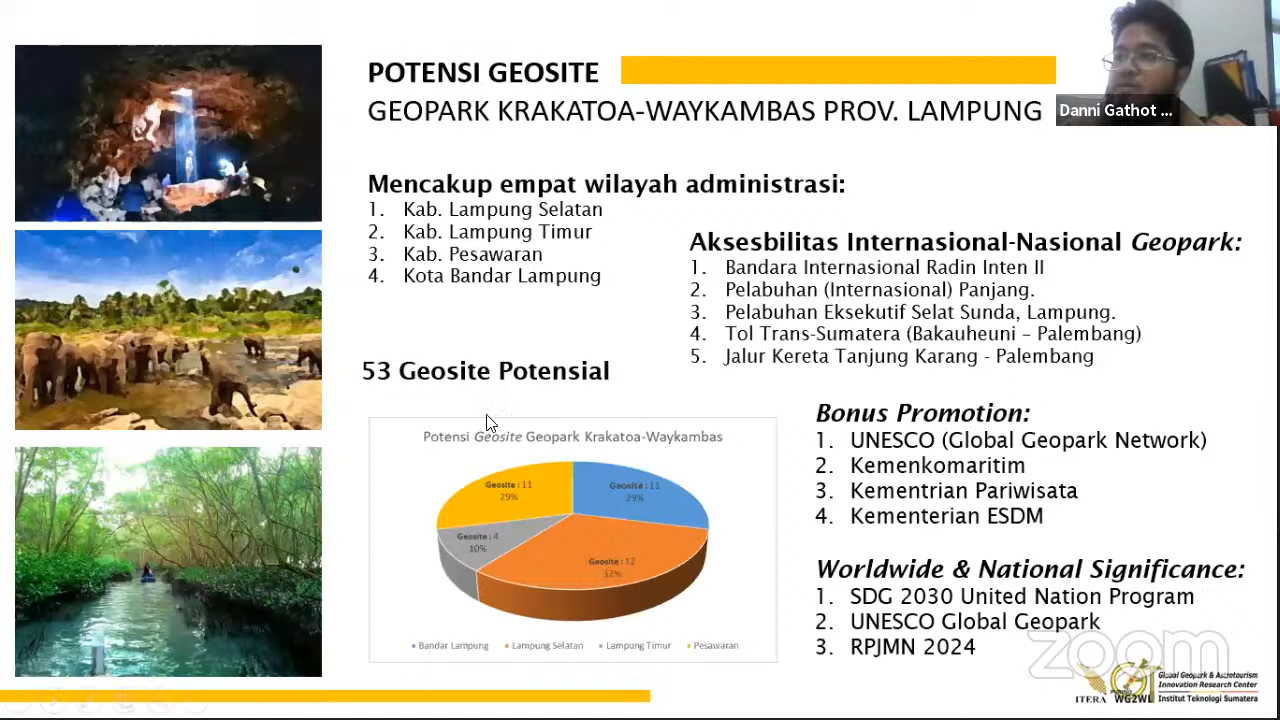 POTENSI GEOSITE
GEOPARK KRAKATOA-WAYKAMBAS PROV. LAMPUNG
Danni Gathot ...
Mencakup empat wilayah administrasi:
1. Kab. Lampung Selatan
2. Kab. Lampung Timur
3. Kab. Pesawaran
4. Kota Bandar Lampung
Aksesbilitas Internasional-Nasional Geopark:
1. Bandara Internasional Radin Inten II
2. Pelabuhan (Internasional) Panjang.
3. Pelabuhan Eksekutif Selat Sunda, Lampung.
4. Tol Trans-Sumatera (Bakauheuni – Palembang)
5. Jalur Kereta Tanjung Karang - Palembang
53 Geosite Potensial
Potensi Geosite Geopark Krakatoa-Waykambas
Geosite : 11
29%
Geosite : 11
29%
Geosite : 4
10%
Geosite : 12
32%
Bandar Lampung
Lampung Selatan
Lampung Timur
Pesawaran
Bonus Promotion:
1. UNESCO (Global Geopark Network)
2. Kemenkomaritim
3. Kementrian Pariwisata
4. Kementerian ESDM
Worldwide & National Significance:
1. SDG 2030 United Nation Program
2. UNESCO Global Geopark
3. RPJMN 2024
zoom
ITERA
WG2WL
Global Geopark & Astrotourism
Innovation Research Center
Institut Teknologi Sumatera